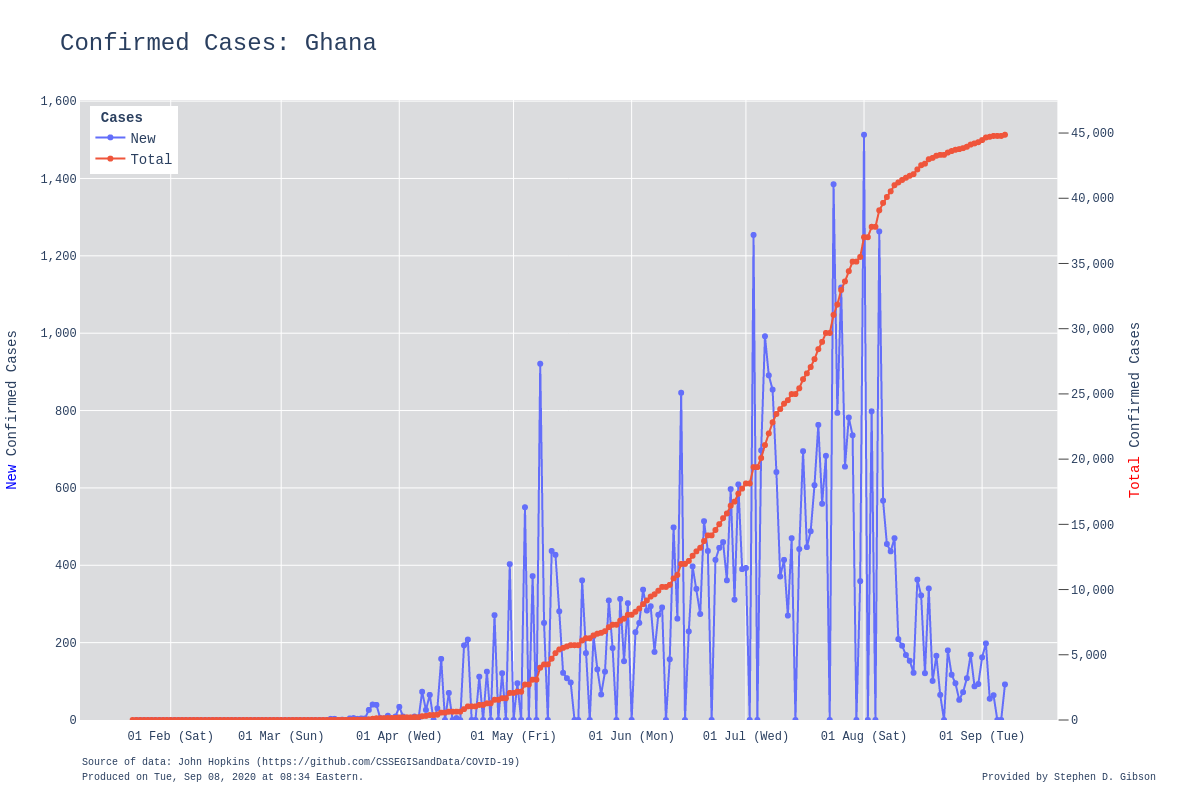 Confirmed Cases: Ghana
Cases
New
Total
1,600
1,400
1,200
1,000
800
600
400
200
0
45,000
40,000
35,000
30,000
25,000
20,000
15,000
10,000
5,000
0
New Confirmed Cases
Total Confirmed Cases
01 Feb (Sat)
01 Mar (Sun)
01 Apr (Wed)
01 May (Fri)
01 Jun (Mon)
01 Jul (Wed)
01 Aug (Sat)
01 Sep (Tue)
Source of data: John Hopkins (https://github.com/CSSEGISandData/COVID-19)
Produced on Tue, Sep 08, 2020 at 08:34 Eastern.
Provided by Stephen D. Gibson